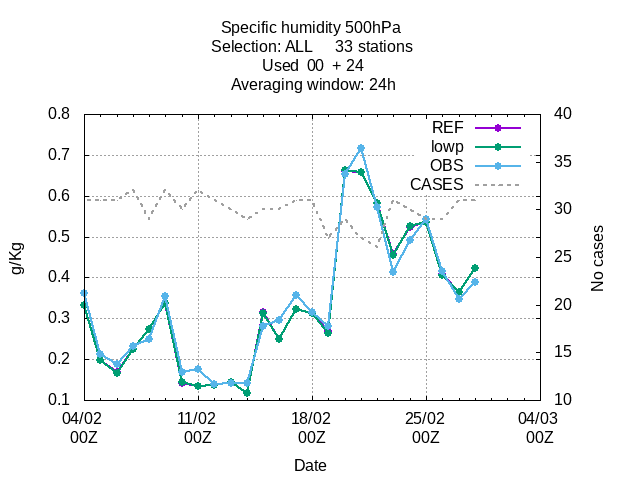 Specific humidity 500hPa
Selection: ALL     33 stations
Used  00  + 24
Averaging window: 24h
0.8
0.7
0.6
0.5
0.4
0.3
0.2
0.1
g/Kg
40
35
30
25
20
15
10
No cases
REF
lowp
OBS
CASES
04/02 11/02 18/02 25/02 04/03
00Z 00Z 00Z 00Z 00Z
Date